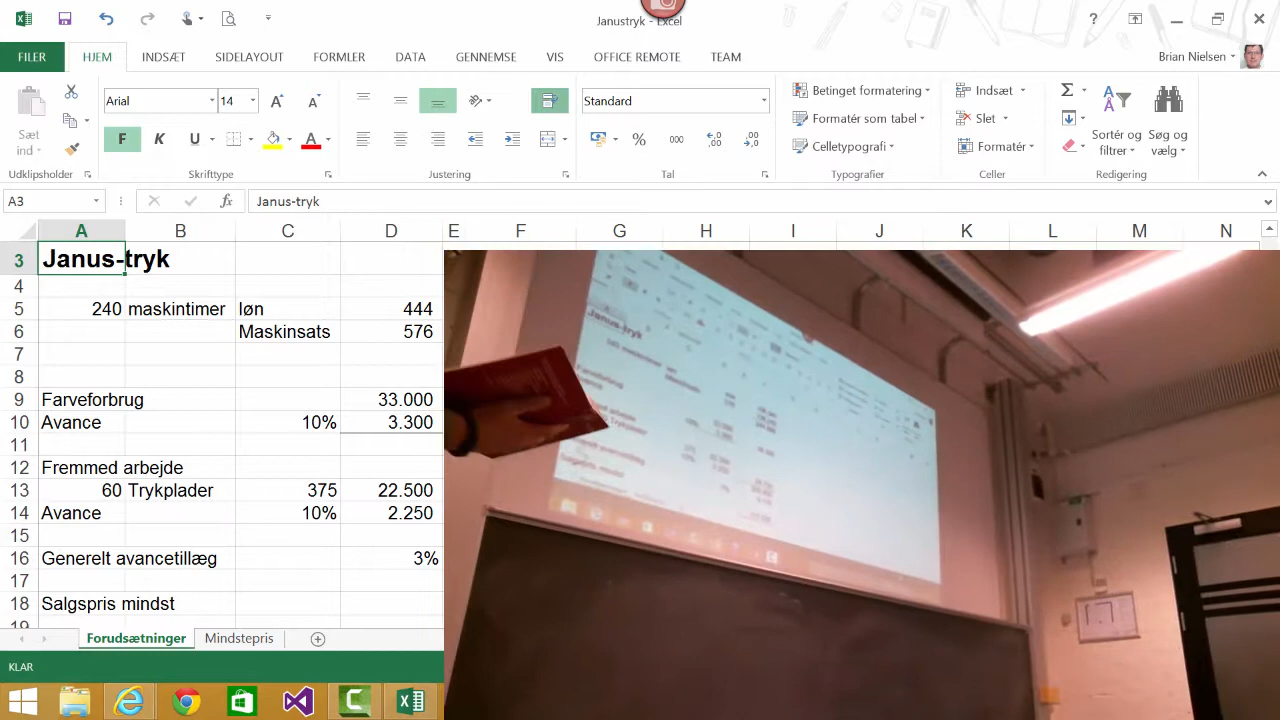 Janustryk - Excel
?
FILER HJEM INDSÆT SIDELAYOUT FORMLER DATA GENNEMSE VIS OFFICE REMOTE TEAM Brian Nielsen
Sæt ind
Arial 14
F K U A
Standard
% 000
Betinget formatering
Formatér som tabel
Celletypografi
Indsæt
Slet
Formatér
Sortér og filtrer
Søg og vælg
Udklipsholder Skrifttype Justering Tal Typografier Celler Redigering
A3 fx Janus-tryk
A B C D E F G H I J K L M N
3 Janus-tryk
4
5 240 maskintimer løn 444
6 Maskinsats 576
7
8
9 Farveforbrug 33.000
10 Avance 10% 3.300
11
12 Fremmed arbejde
13 60 Trykplader 375 22.500
14 Avance 10% 2.250
15
16 Generelt avancetillæg 3%
17
18 Salgspris mindst
19
Forudsætninger Mindstepris
KLAR
Janus-tryk